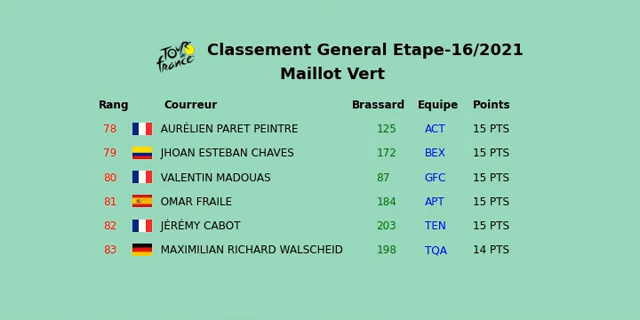 TOUR Classement General Etape-16/2021
de france
Maillot Vert
Rang Courreur Brassard Equipe Points
78 AURÉLIEN PARET PEINTRE 125 ACT 15 PTS
79 JHOAN ESTEBAN CHAVES 172 BEX 15 PTS
80 VALENTIN MADOUAS 87 GFC 15 PTS
81 OMAR FRAILE 184 APT 15 PTS
82 JÉRÉMY CABOT 203 TEN 15 PTS
83 MAXIMILIAN RICHARD WALSCHEID 198 TQA 14 PTS